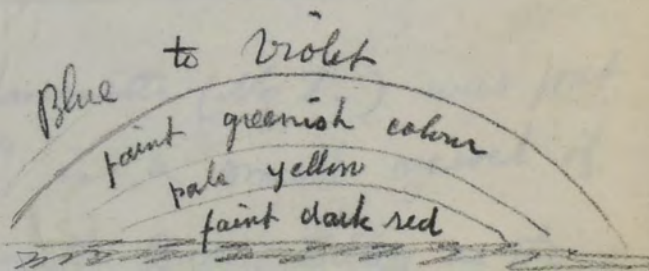 Blue to Violet
faint greenish colour
pale yellow
faint dark red